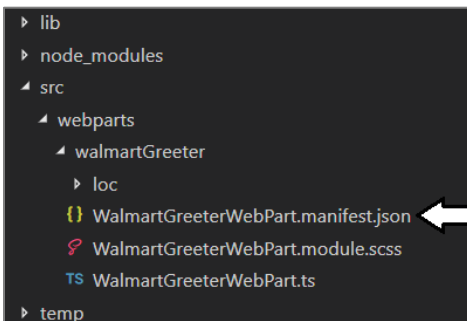 lib
node_modules
src
webparts
walmartGreeter
loc
{} WalmartGreeterWebPart.manifest.json
WalmartGreeterWebPart.module.scss
TS WalmartGreeterWebPart.ts
temp